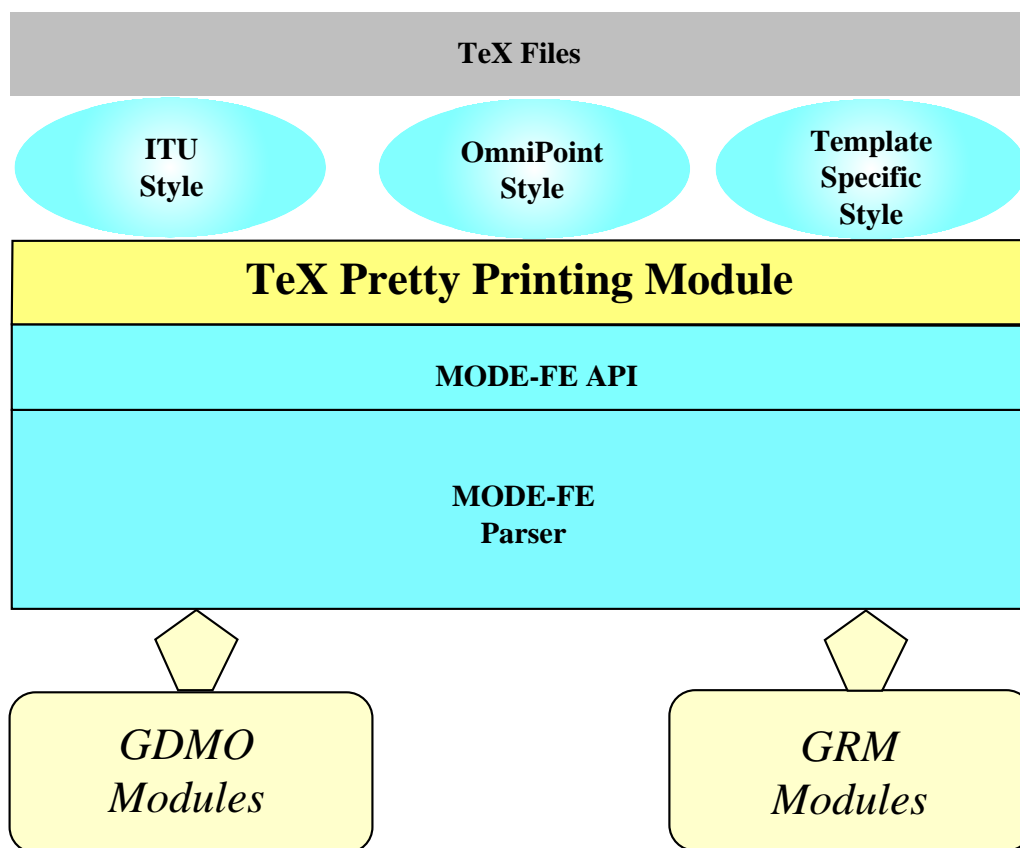 TeX Files
ITU
Style
OmniPoint
Style
Template
Specific
Style
TeX Pretty Printing Module
MODE-FE API
MODE-FE
Parser
GDMO
Modules
GRM
Modules